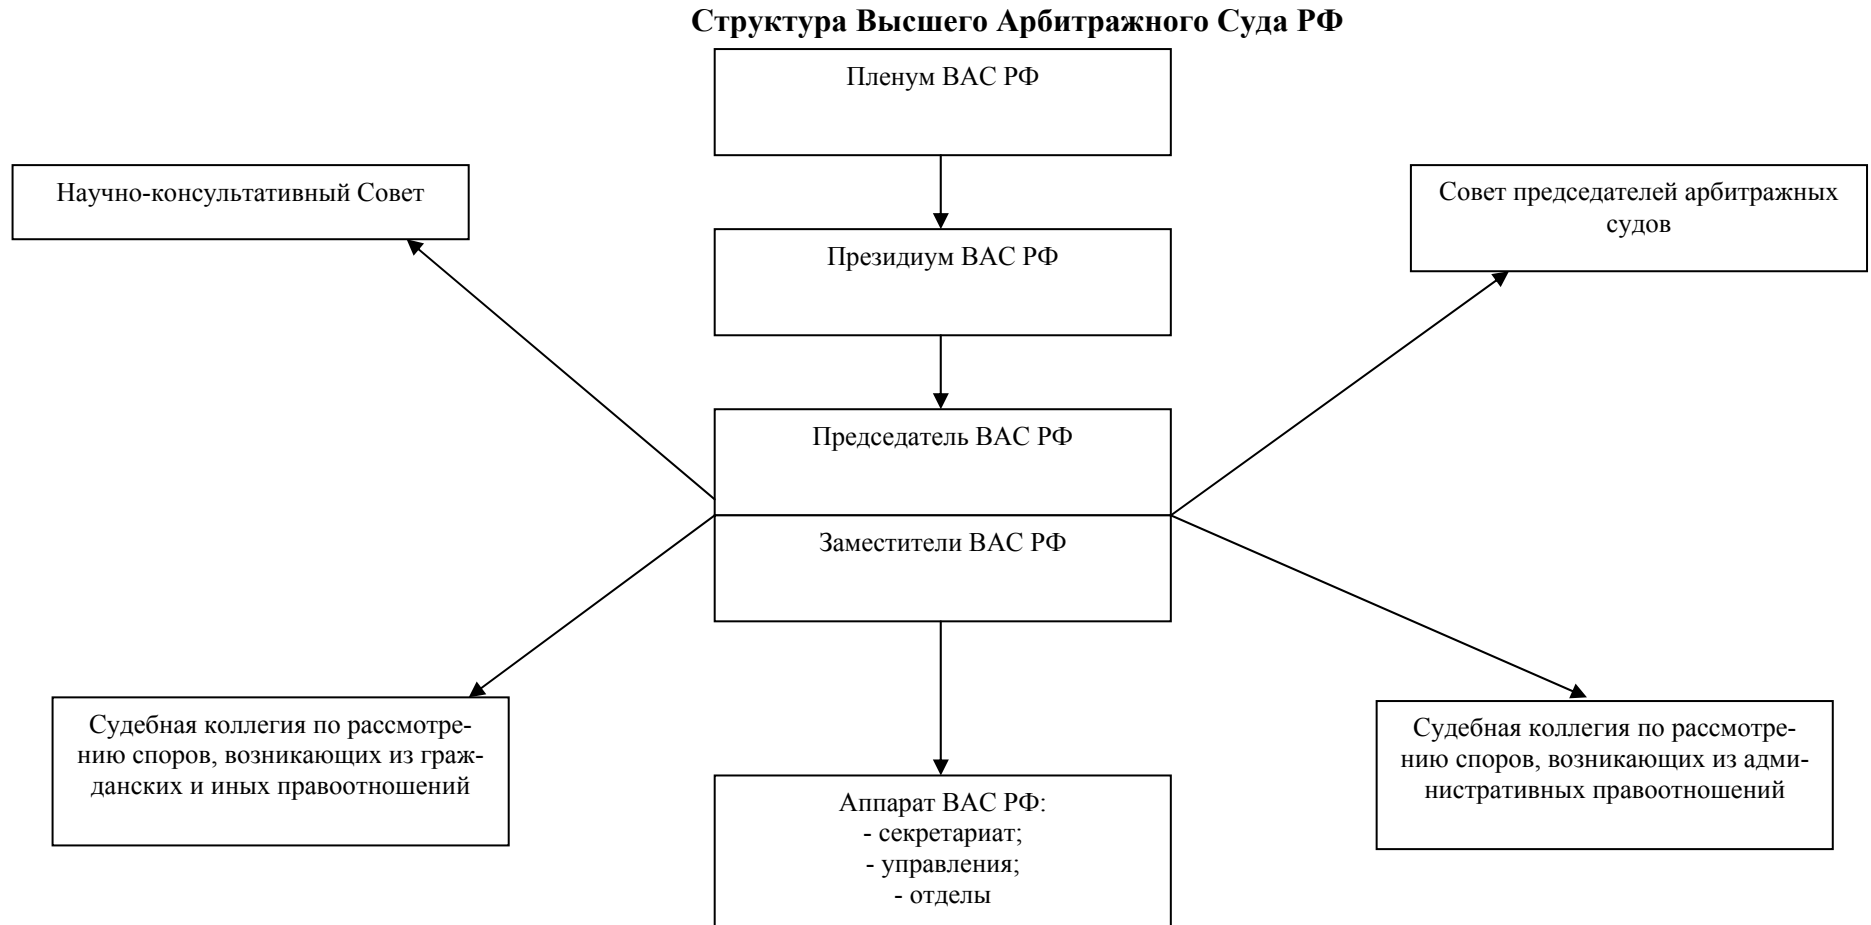 Структура Высшего Арбитражного Суда РФ
Пленум ВАС РФ
Научно-консультативный Совет
Совет председателей арбитражных
судов
Президиум ВАС РФ
Председатель ВАС РФ
Заместители ВАС РФ
Судебная коллегия по рассмотре-
нию споров, возникающих из граж-
данских и иных правоотношений
Судебная коллегия по рассмотре-
нию споров, возникающих из адми-
нистративных правоотношений
Аппарат ВАС РФ:
- секретариат;
- управления;
- отделы